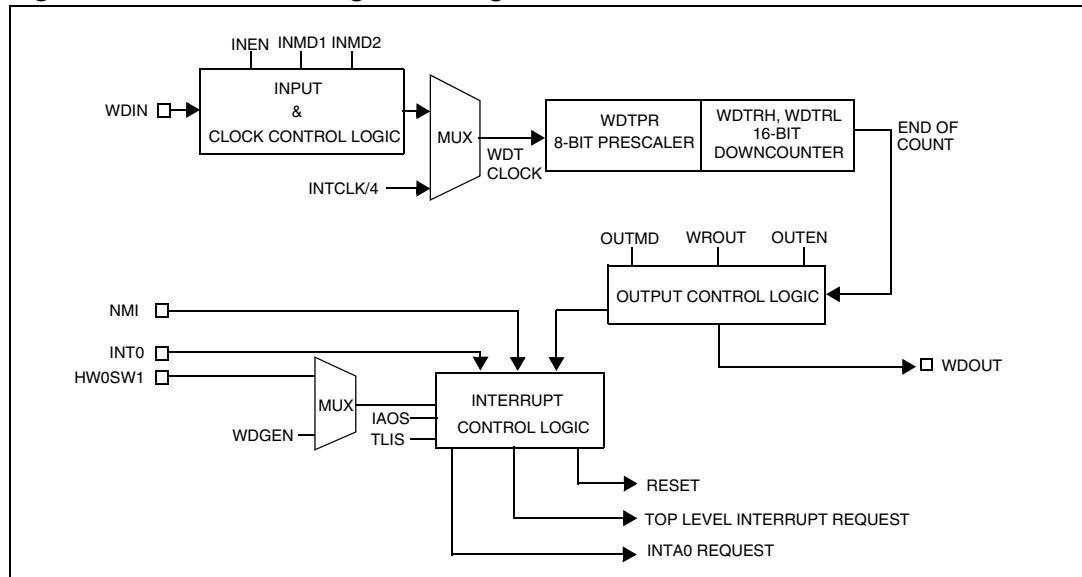 INEN INMD1 INMD2
WDIN
INPUT
&
CLOCK CONTROL LOGIC
MUX
WDT
CLOCK
INTCLK/4
WDTPR
8-BIT PRESCALER
WDTRH, WDTRL
16-BIT
DOWNCOUNTER
END OF
COUNT
OUTMD WROUT OUTEN
OUTPUT CONTROL LOGIC
WDOUT
NMI
INT0
HW0SW1
MUX
WDGEN
IAOS
TLIS
INTERRUPT
CONTROL LOGIC
RESET
TOP LEVEL INTERRUPT REQUEST
INTA0 REQUEST